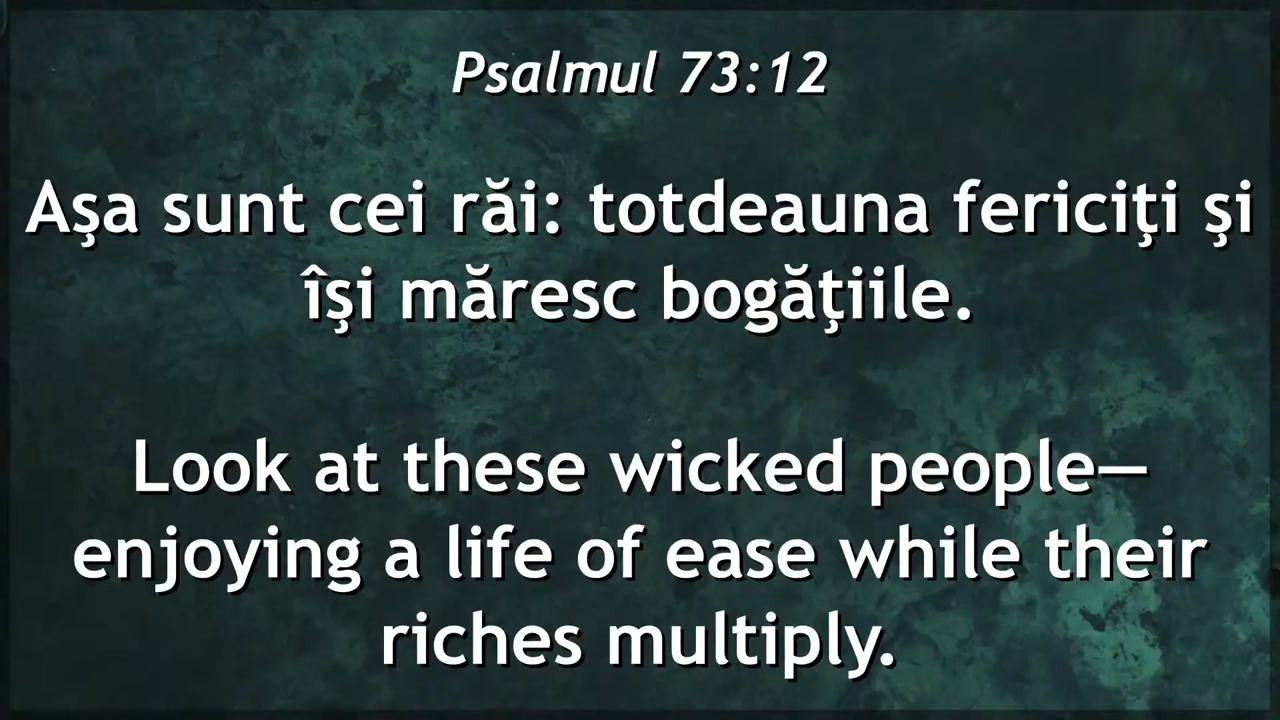 Psalmul 73:12
Aşa sunt cei răi: totdeauna fericiţi şi
îşi măresc bogăţiile.
Look at these wicked people—
enjoying a life of ease while their
riches multiply.